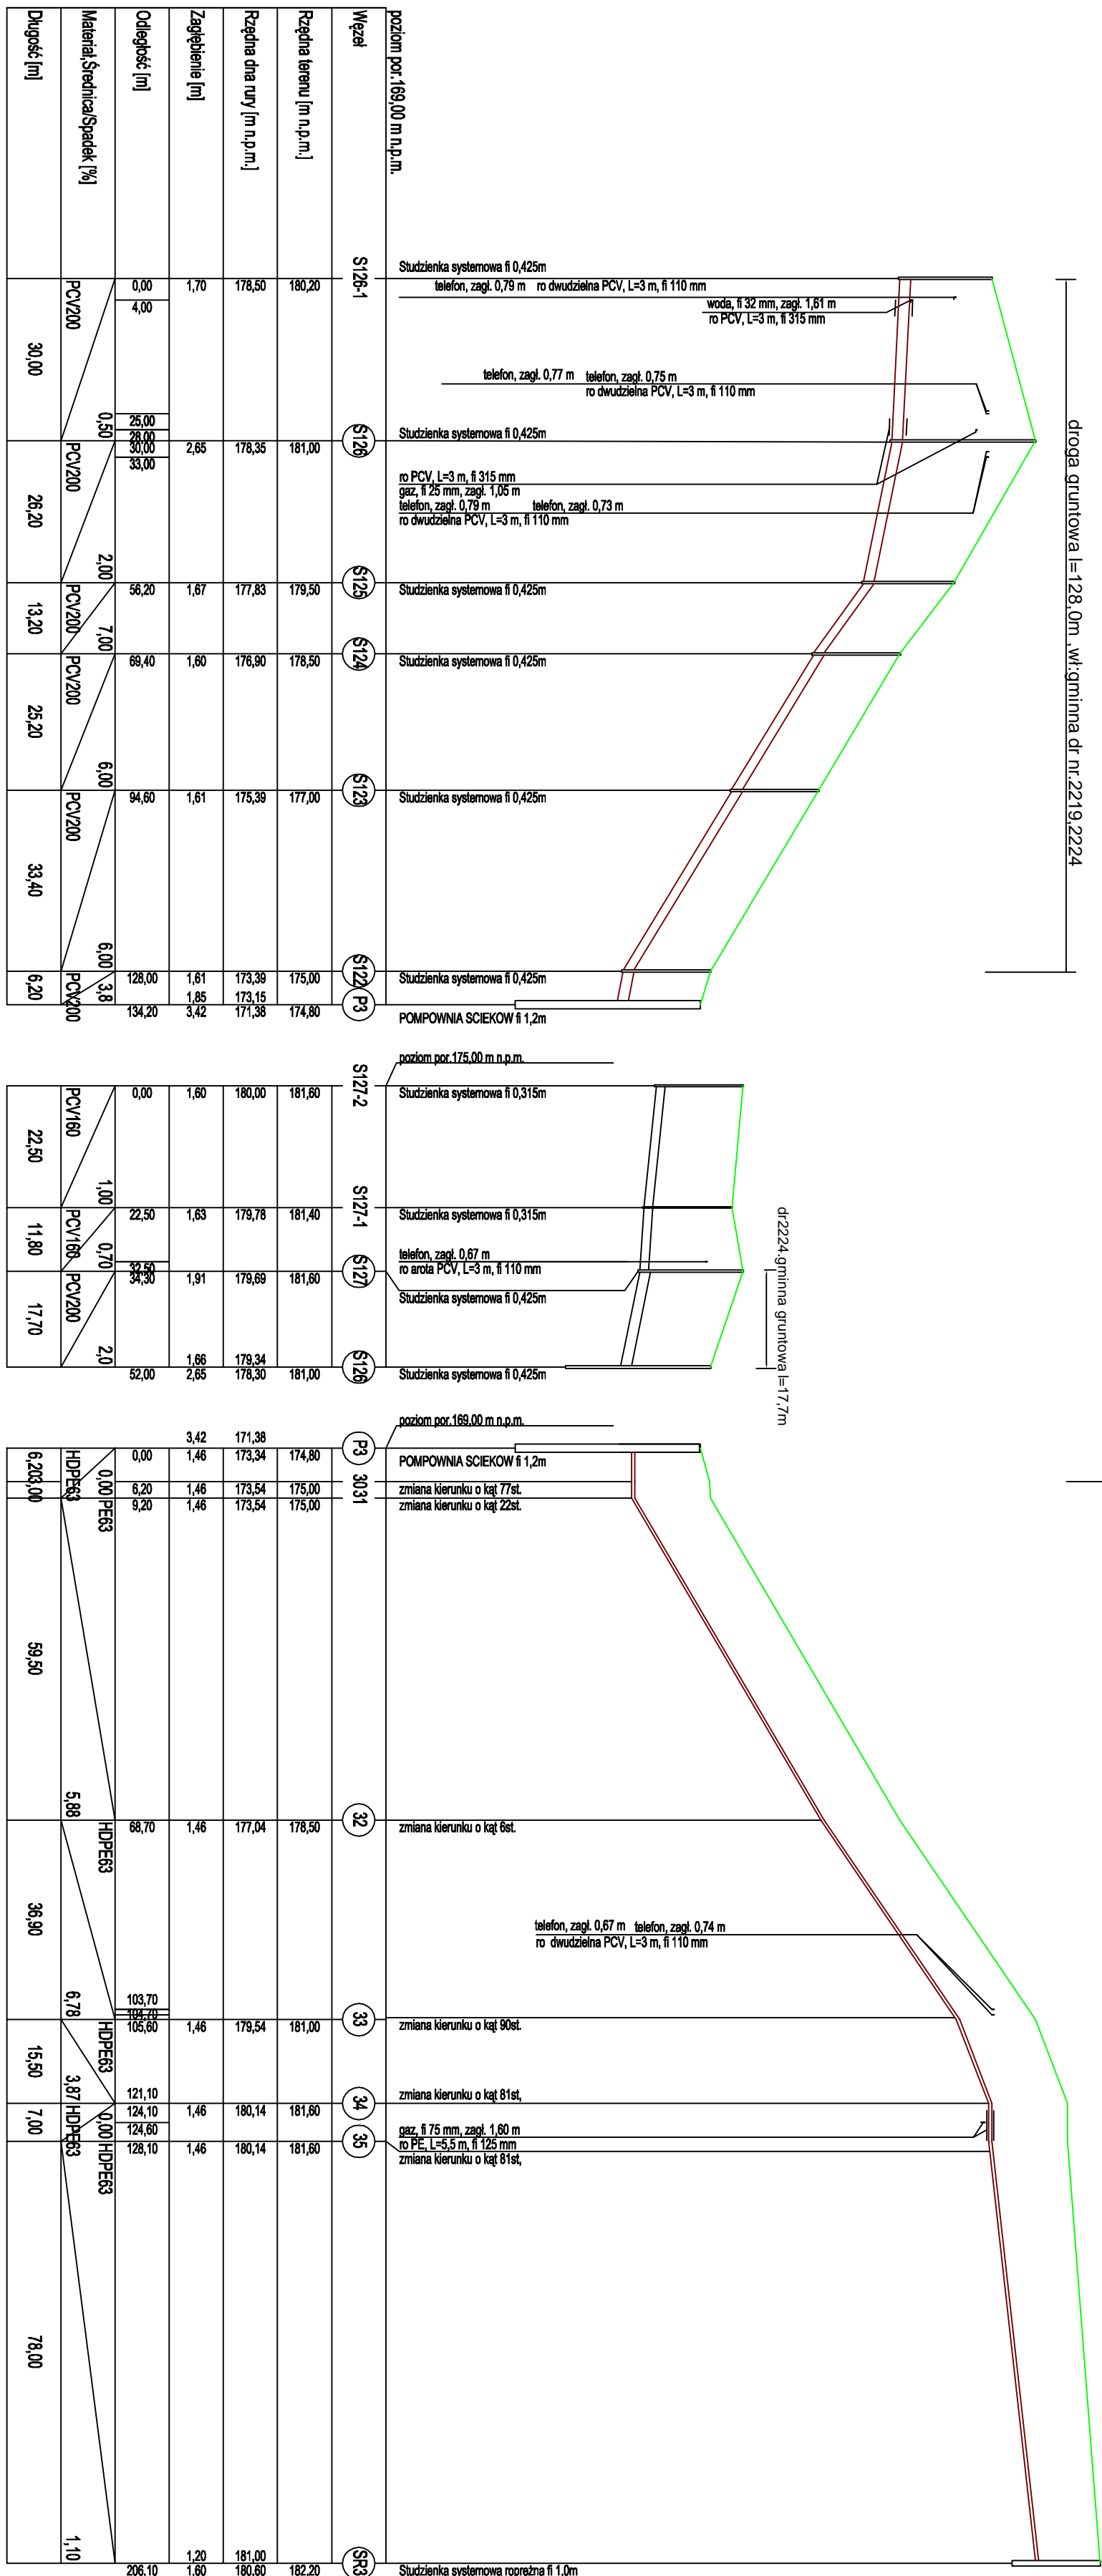 droga gruntowa l=128,0m ,wł:gminna dr nr.2219,2224
dr2224.gminna gruntowa l=17,7m
poziom por.169,00 m n.p.m.
Węzeł
Rzędna terenu [m n.p.m.]
Rzędna dna rury [m n.p.m.]
Zagłębienie [m]
Odległość [m]
Materiał,Średnica/Spadek [%]
Długość [m]
Studzienka systemowa fi 0,425m
telefon, zagł. 0,79 m ro dwudzielna PCV, L=3 m, fi 110 mm
woda, fi 32 mm, zagł. 1,61 m
ro PCV, L=3 m, fi 315 mm
telefon, zagł. 0,77 m telefon, zagł. 0,75 m
ro dwudzielna PCV, L=3 m, fi 110 mm
Studzienka systemowa fi 0,425m
ro PCV, L=3 m, fi 315 mm
gaz, fi 25 mm, zagł. 1,05 m
telefon, zagł. 0,79 m telefon, zagł. 0,73 m
ro dwudzielna PCV, L=3 m, fi 110 mm
Studzienka systemowa fi 0,425m
Studzienka systemowa fi 0,425m
Studzienka systemowa fi 0,425m
Studzienka systemowa fi 0,425m
POMPOWNIA SCIEKOW fi 1,2m
S126-1 S126 S125 S124 S123 S122 P3
180,20 181,00 179,50 178,50 177,00 175,00 174,80
178,50 178,35 177,83 176,90 175,39 173,39 173,15 171,38
1,70 2,65 1,67 1,60 1,61 1,61 1,85 3,42
0,00 4,00 25,00 28,00 30,00 33,00 56,20 69,40 94,60 128,00 134,20
PCV200 0,50 PCV200 2,00 PCV200 7,00 PCV200 6,00 PCV200 6,00 PCV200 3,8
30,00 26,20 13,20 25,20 33,40 6,20
poziom por.175,00 m n.p.m.
Studzienka systemowa fi 0,315m
Studzienka systemowa fi 0,315m
telefon, zagł. 0,67 m
ro arota PCV, L=3 m, fi 110 mm
Studzienka systemowa fi 0,425m
Studzienka systemowa fi 0,425m
S127-2 S127-1 S127 S126
181,60 181,40 181,60 181,00
180,00 179,78 179,69 179,34 178,30
1,60 1,63 1,91 1,66 2,65
0,00 22,50 32,50 34,30 52,00
PCV160 1,00 PCV160 0,70 PCV200 2,0
22,50 11,80 17,70
poziom por.169,00 m n.p.m.
POMPOWNIA SCIEKOW fi 1,2m
zmiana kierunku o kąt 77st.
zmiana kierunku o kąt 22st.
zmiana kierunku o kąt 6st.
telefon, zagł. 0,67 m telefon, zagł. 0,74 m
ro dwudzielna PCV, L=3 m, fi 110 mm
zmiana kierunku o kąt 90st.
zmiana kierunku o kąt 81st,
gaz, fi 75 mm, zagł. 1,60 m
ro PE, L=5,5 m, fi 125 mm
zmiana kierunku o kąt 81st,
Studzienka systemowa roprężna fi 1,0m
P3 3031 32 33 34 35 SR3
174,80 175,00 175,00 178,50 181,00 181,60 181,60 182,20
171,38 173,34 173,54 173,54 177,04 179,54 180,14 180,14 181,00 180,60
3,42 1,46 1,46 1,46 1,46 1,46 1,46 1,46 1,20 1,60
0,00 6,20 9,20 68,70 103,70 104,70 105,60 121,10 124,10 124,60 128,10 206,10
HDPE63 0,00 PE63 5,88 HDPE63 6,78 HDPE63 3,87 HDPE63 0,00 HDPE63 1,10
6,203,00 59,50 36,90 15,50 7,00 78,00